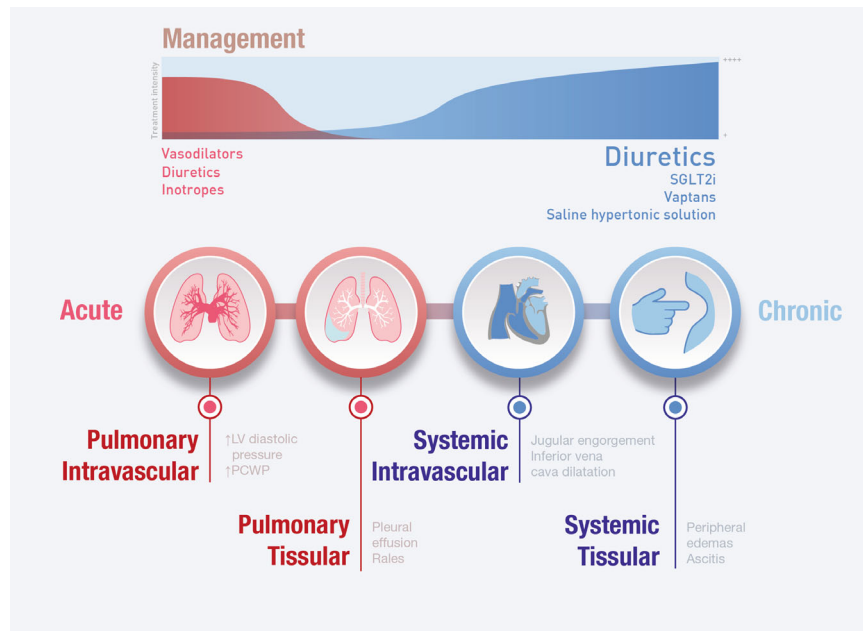 Management
Treatment intensity
++++
+
Vasodilators
Diuretics
Inotropes
Diuretics
SGLT2i
Vaptans
Saline hypertonic solution
Acute
Chronic
Pulmonary
Intravascular
↑LV diastolic
pressure
↑PCWP
Systemic
Intravascular
Jugular engorgement
Inferior vena
cava dilatation
Pulmonary
Tissular
Pleural
effusion
Rales
Systemic
Tissular
Peripheral
edemas
Ascitis